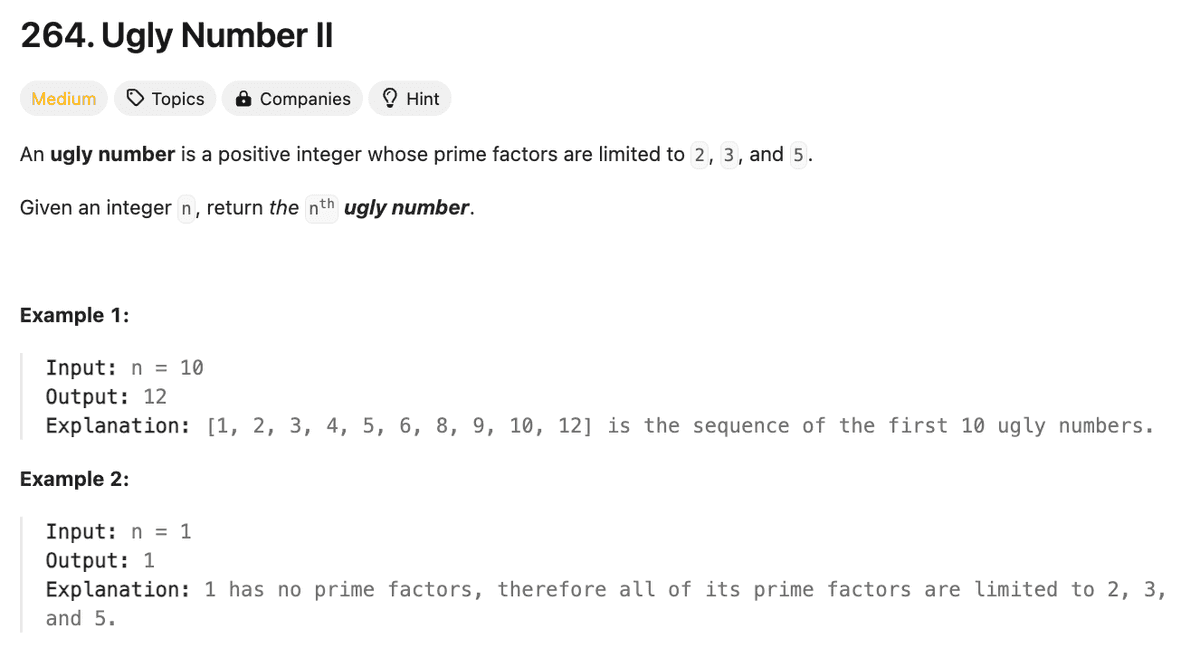 264. Ugly Number II
Medium Topics Companies Hint
An ugly number is a positive integer whose prime factors are limited to 2, 3, and 5.
Given an integer n, return the nth ugly number.
Example 1:
Input: n = 10
Output: 12
Explanation: [1, 2, 3, 4, 5, 6, 8, 9, 10, 12] is the sequence of the first 10 ugly numbers.
Example 2:
Input: n = 1
Output: 1
Explanation: 1 has no prime factors, therefore all of its prime factors are limited to 2, 3,
and 5.